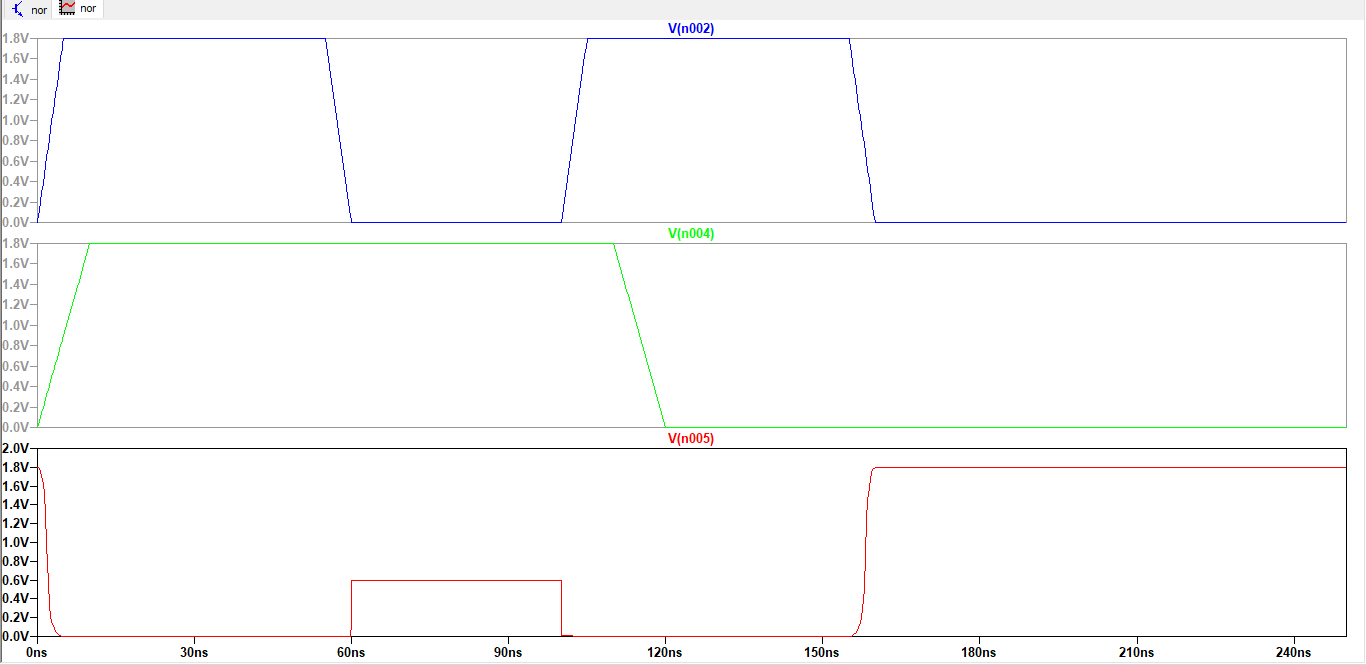 nor nor
V(n002)
1.8V
1.6V
1.4V
1.2V
1.0V
0.8V
0.6V
0.4V
0.2V
0.0V
V(n004)
1.8V
1.6V
1.4V
1.2V
1.0V
0.8V
0.6V
0.4V
0.2V
0.0V
V(n005)
2.0V
1.8V
1.6V
1.4V
1.2V
1.0V
0.8V
0.6V
0.4V
0.2V
0.0V
0ns 30ns 60ns 90ns 120ns 150ns 180ns 210ns 240ns